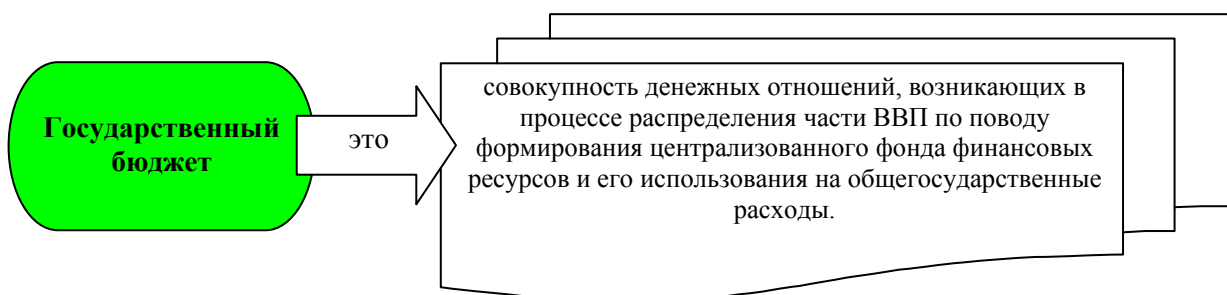 Государственный
бюджет
это
совокупность денежных отношений, возникающих в
процессе распределения части ВВП по поводу
формирования централизованного фонда финансовых
ресурсов и его использования на общегосударственные
расходы.